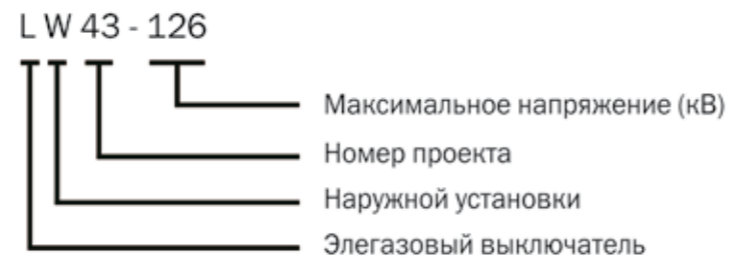 L W 43 - 126
Максимальное напряжение (кВ)
Номер проекта
Наружной установки
Элегазовый выключатель